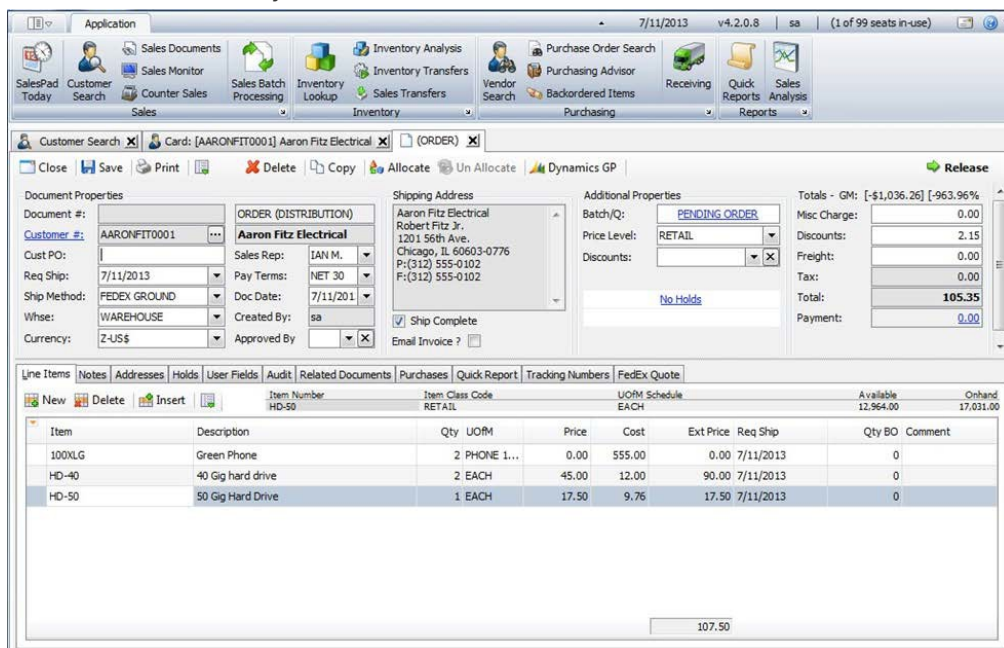 Application
7/11/2013 v4.2.0.8 | sa | (1 of 99 seats in-use)
SalesPad Today
Customer Search
Sales Documents
Sales Monitor
Counter Sales
Sales Batch Processing
Sales
Inventory Lookup
Inventory Analysis
Inventory Transfers
Sales Transfers
Inventory
Vendor Search
Purchase Order Search
Purchasing Advisor
Backordered Items
Receiving
Purchasing
Quick Reports
Sales Analysis
Reports
Customer Search
Card: [AARONFIT0001] Aaron Fitz Electrical
(ORDER)
Close Save Print Delete Copy Allocate Un Allocate Dynamics GP Release
Document Properties
Document #: ORDER (DISTRIBUTION)
Customer #: AARONFIT0001 ... Aaron Fitz Electrical
Cust PO: Sales Rep: IAN M.
Req Ship: 7/11/2013 Pay Terms: NET 30
Ship Method: FEDEX GROUND Doc Date: 7/11/201
Whse: WAREHOUSE Created By: sa
Currency: Z-US$ Approved By
Shipping Address
Aaron Fitz Electrical
Robert Fitz Jr.
1201 56th Ave.
Chicago, IL 60603-0776
P:(312) 555-0102
F:(312) 555-0102
Ship Complete
Email Invoice ?
Additional Properties
Batch/Q: PENDING ORDER
Price Level: RETAIL
Discounts:
No Holds
Totals - GM: [-$1,036.26] [-963.96%
Misc Charge: 0.00
Discounts: 2.15
Freight: 0.00
Tax: 0.00
Total: 105.35
Payment: 0.00
Line Items Notes Addresses Holds User Fields Audit Related Documents Purchases Quick Report Tracking Numbers FedEx Quote
New Delete Insert
Item Number Item Class Code UOfM Schedule Available Onhand
HD-50 RETAIL EACH 12,964.00 17,031.00
Item Description Qty UOfM Price Cost Ext Price Req Ship Qty BO Comment
100XLG Green Phone 2 PHONE 1... 0.00 555.00 0.00 7/11/2013 0
HD-40 40 Gig hard drive 2 EACH 45.00 12.00 90.00 7/11/2013 0
HD-50 50 Gig Hard Drive 1 EACH 17.50 9.76 17.50 7/11/2013 0
107.50